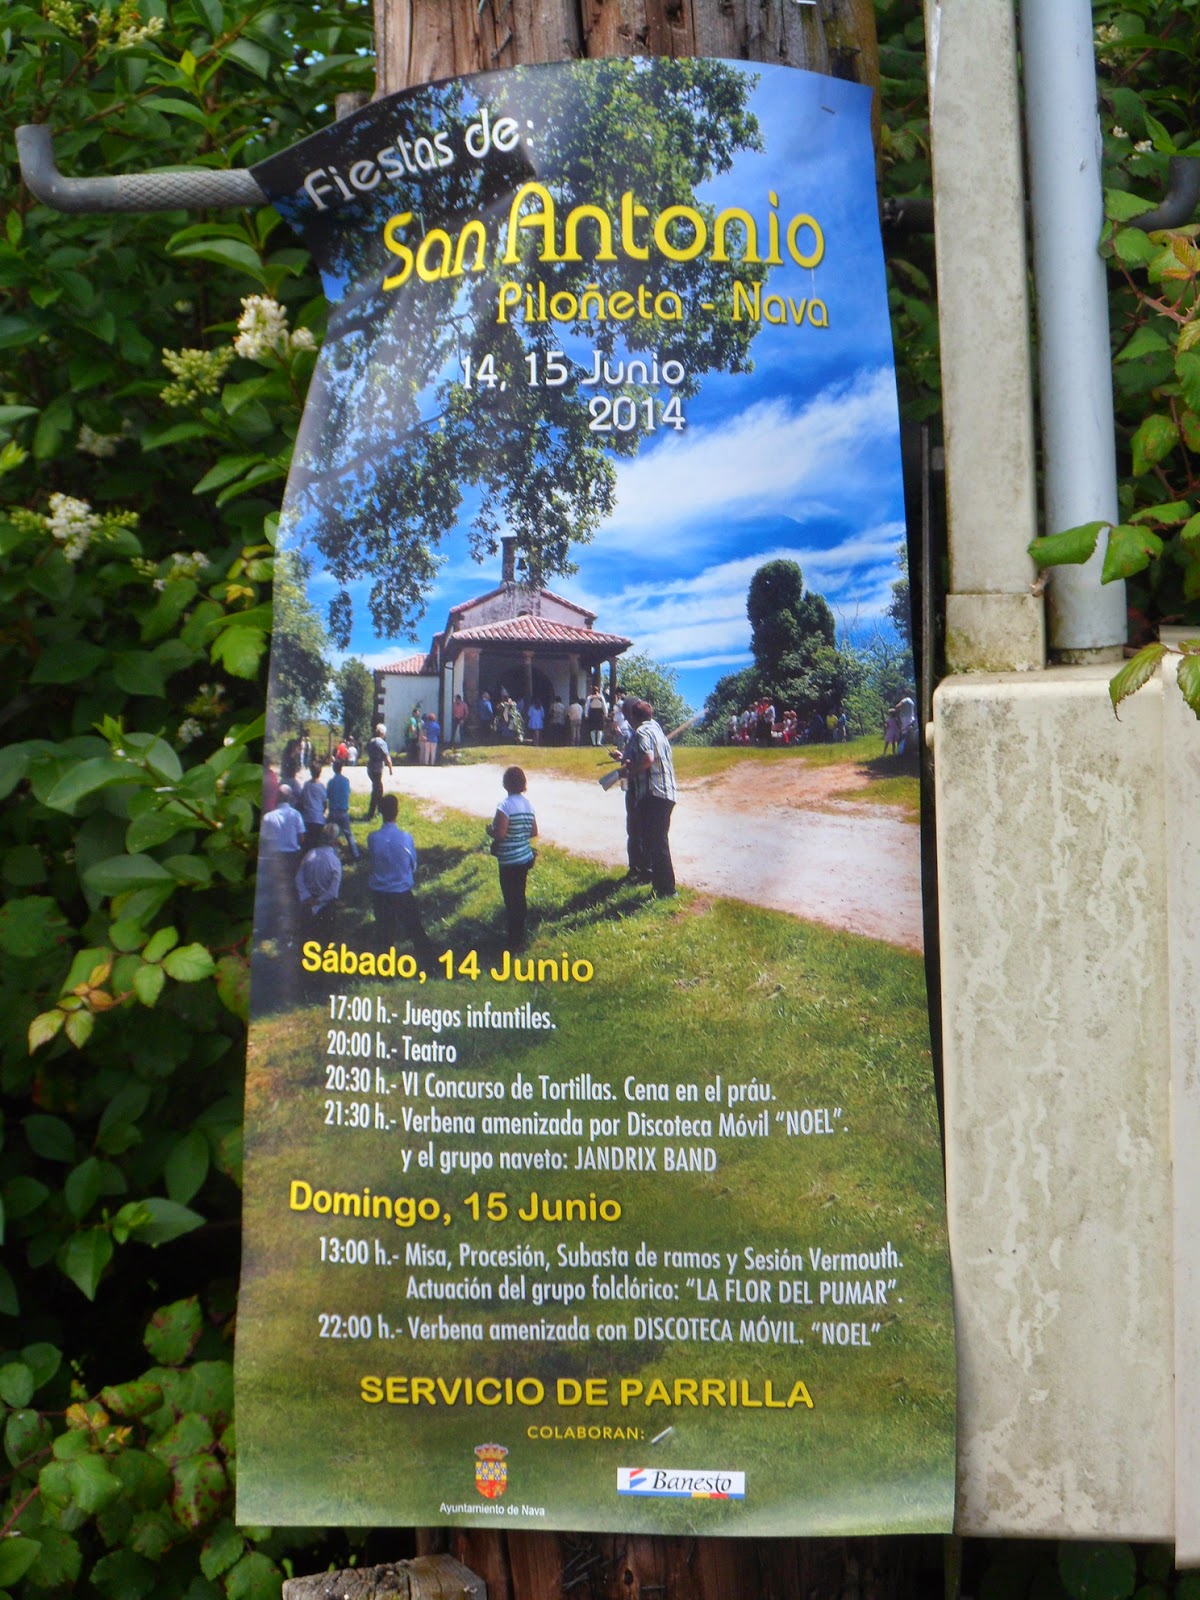 Fiestas de:
San Antonio
Piloñeta - Nava
14, 15 Junio
2014
Sábado, 14 Junio
17:00 h.- Juegos infantiles.
20:00 h.- Teatro
20:30 h.- VI Concurso de Tortillas. Cena en el práu.
21:30 h.- Verbena amenizada por Discoteca Móvil "NOEL".
y el grupo naveto: JANDRIX BAND
Domingo, 15 Junio
13:00 h.- Misa, Procesión, Subasta de ramos y Sesión Vermouth.
Actuación del grupo folclórico: "LA FLOR DEL PUMAR".
22:00 h.- Verbena amenizada con DISCOTECA MÓVIL. "NOEL"
SERVICIO DE PARRILLA
COLABORAN:
Ayuntamiento de Nava
Banesto